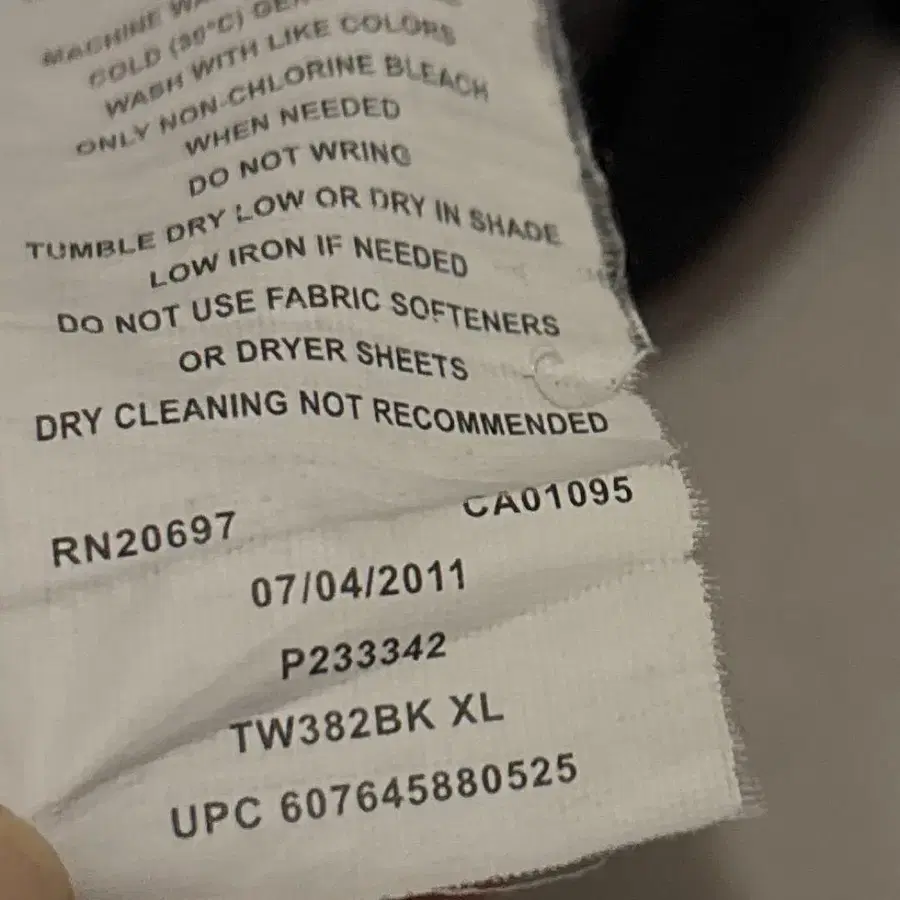 MACHINE
COLD (30°C)
WASH WITH LIKE COLORS
ONLY NON-CHLORINE BLEACH
WHEN NEEDED
DO NOT WRING
TUMBLE DRY LOW OR DRY IN SHADE
LOW IRON IF NEEDED
DO NOT USE FABRIC SOFTENERS
OR DRYER SHEETS
DRY CLEANING NOT RECOMMENDED
RN20697 CA01095
07/04/2011
P233342
TW382BK XL
UPC 607645880525